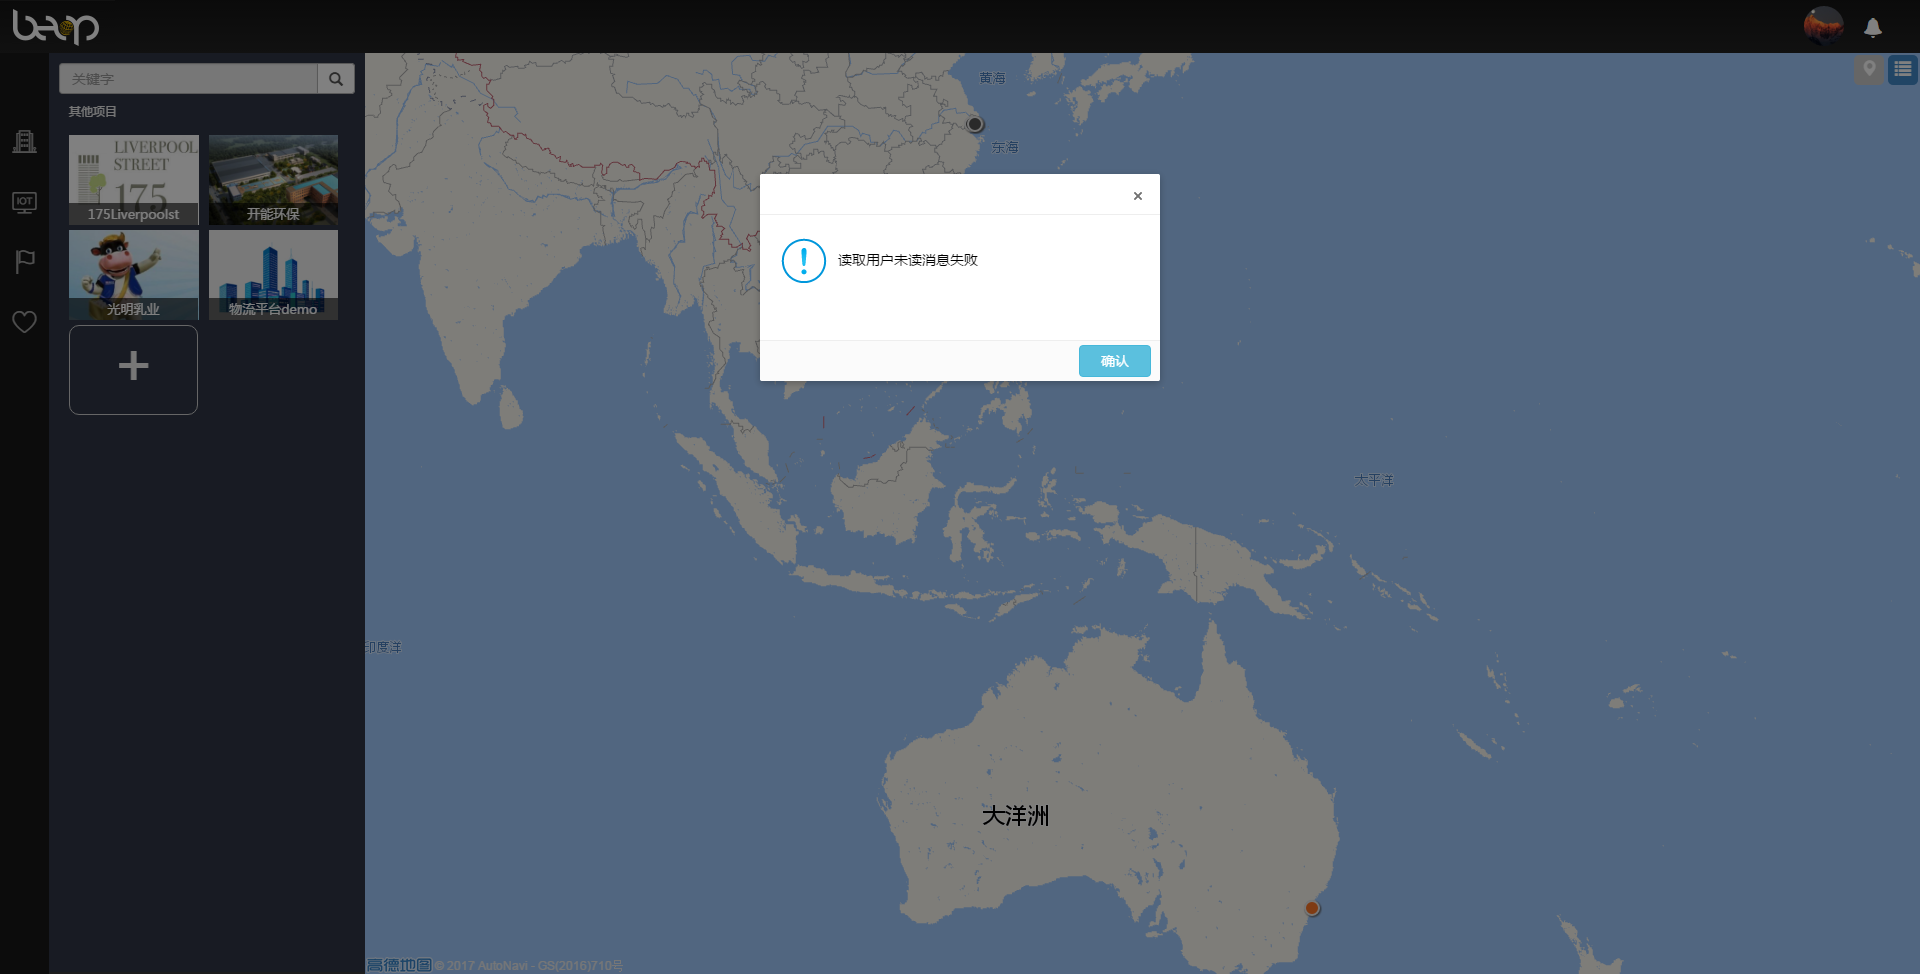 beop
关键字
其他项目
LIVERPOOL
STREET
175
175Liverpoolst
开能环保
光明乳业
物流平台demo
IOT
黄海
东海
×
读取用户未读消息失败
确认
太平洋
印度洋
大洋洲
高德地图 © 2017 AutoNavi - GS(2016)710号